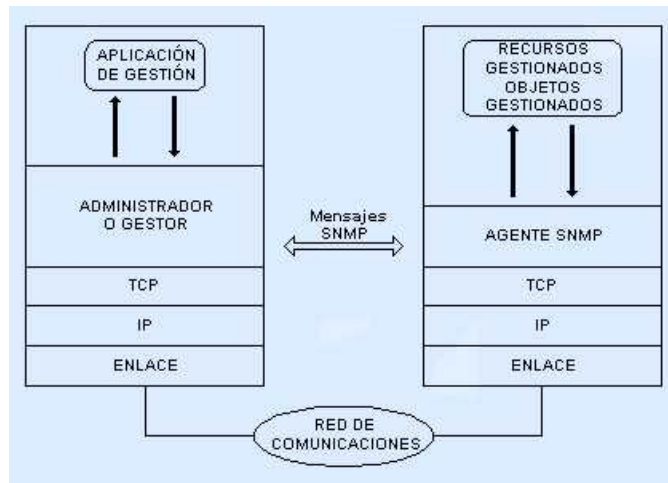 APLICACIÓN
DE GESTIÓN
ADMINISTRADOR
O GESTOR
TCP
IP
ENLACE
Mensajes
SNMP
RECURSOS
GESTIONADOS
OBJETOS
GESTIONADOS
AGENTE SNMP
TCP
IP
ENLACE
RED DE
COMUNICACIONES